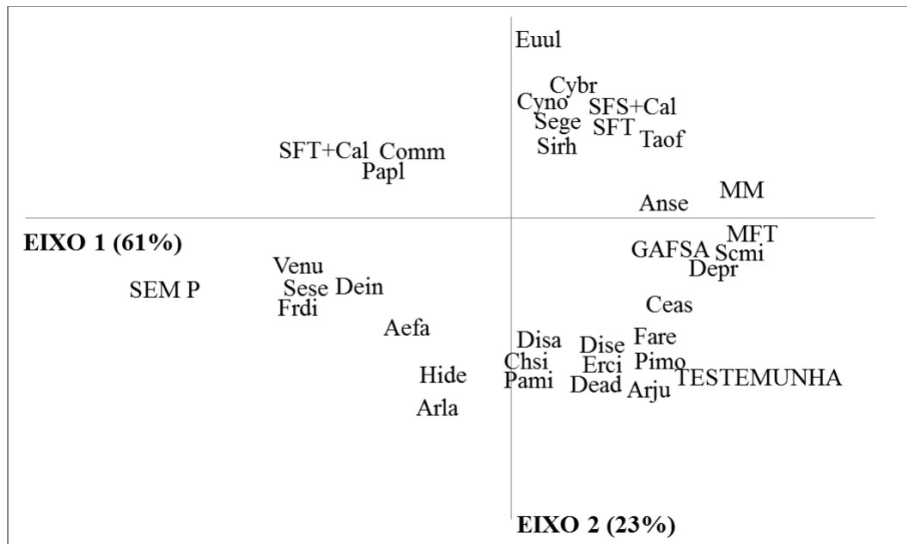 Euul
Cybr
Cyno
SFS+Cal
Sege
SFT
Sirh
Taof
SFT+Cal
Comm
Papl
MM
Anse
EIXO 1 (61%)
MFT
GAFSA
Scmi
Depr
Venu
SEM P
Sese
Dein
Frdi
Ceas
Aefa
Disa
Dise
Fare
Chsi
Erci
Pimo
Hide
Pami
Dead
Arju
TESTEMUNHA
Arla
EIXO 2 (23%)